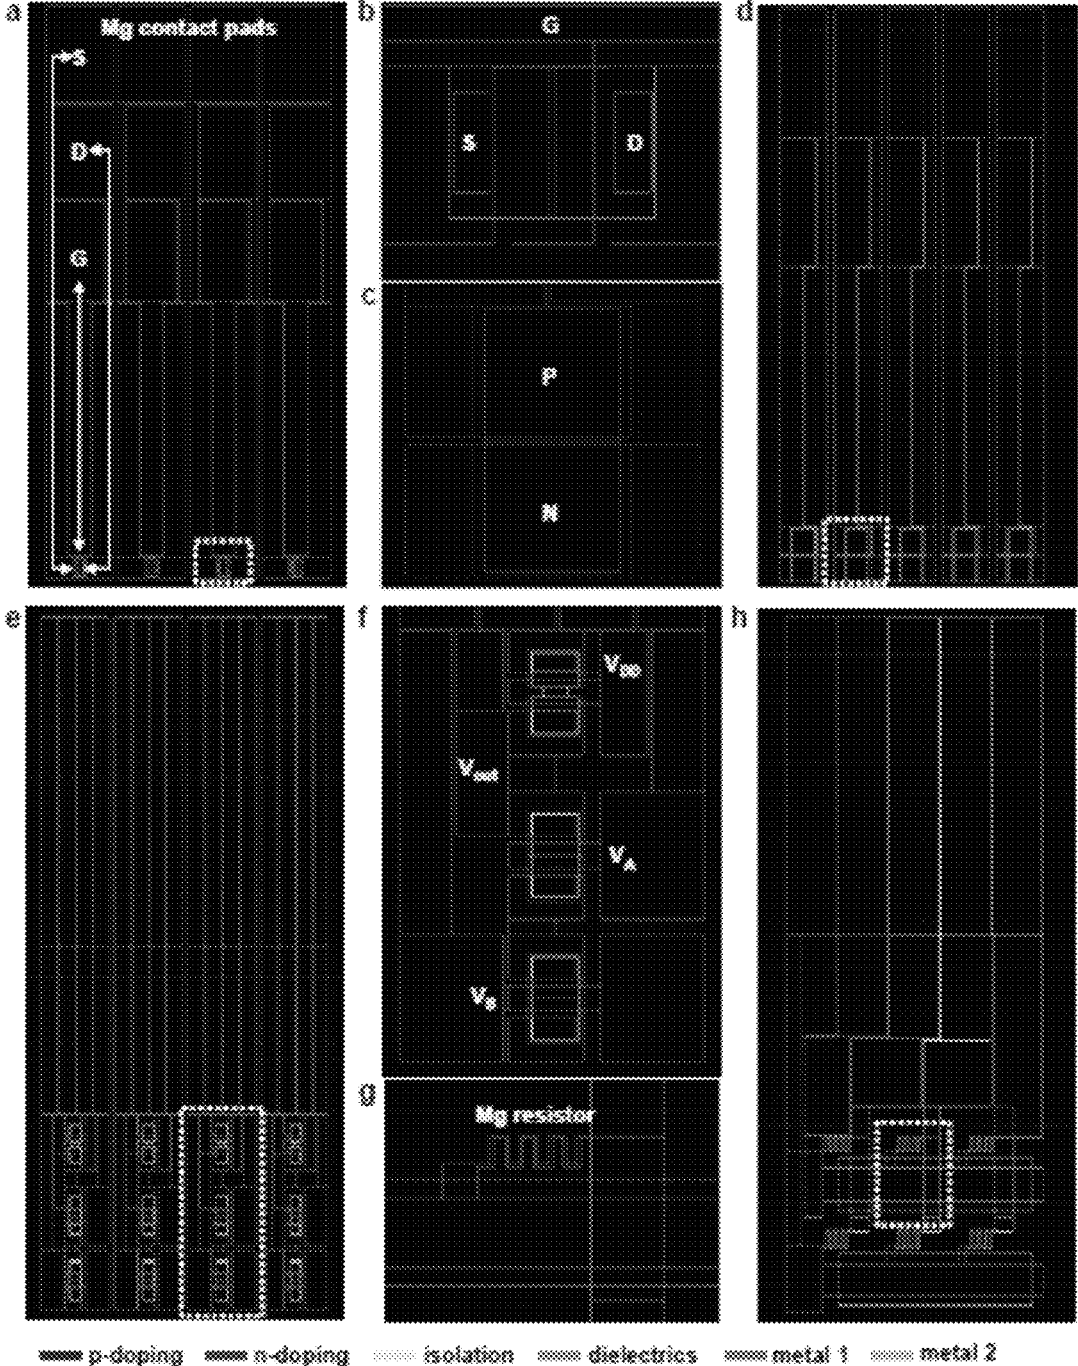 a
Mg contact pads
S
D
G
b
G
S
D
c
P
N
d
e
f
V_DD
V_out
V_A
V_B
g
Mg resistor
h
p-doping n-doping isolation dielectrics metal 1 metal 2